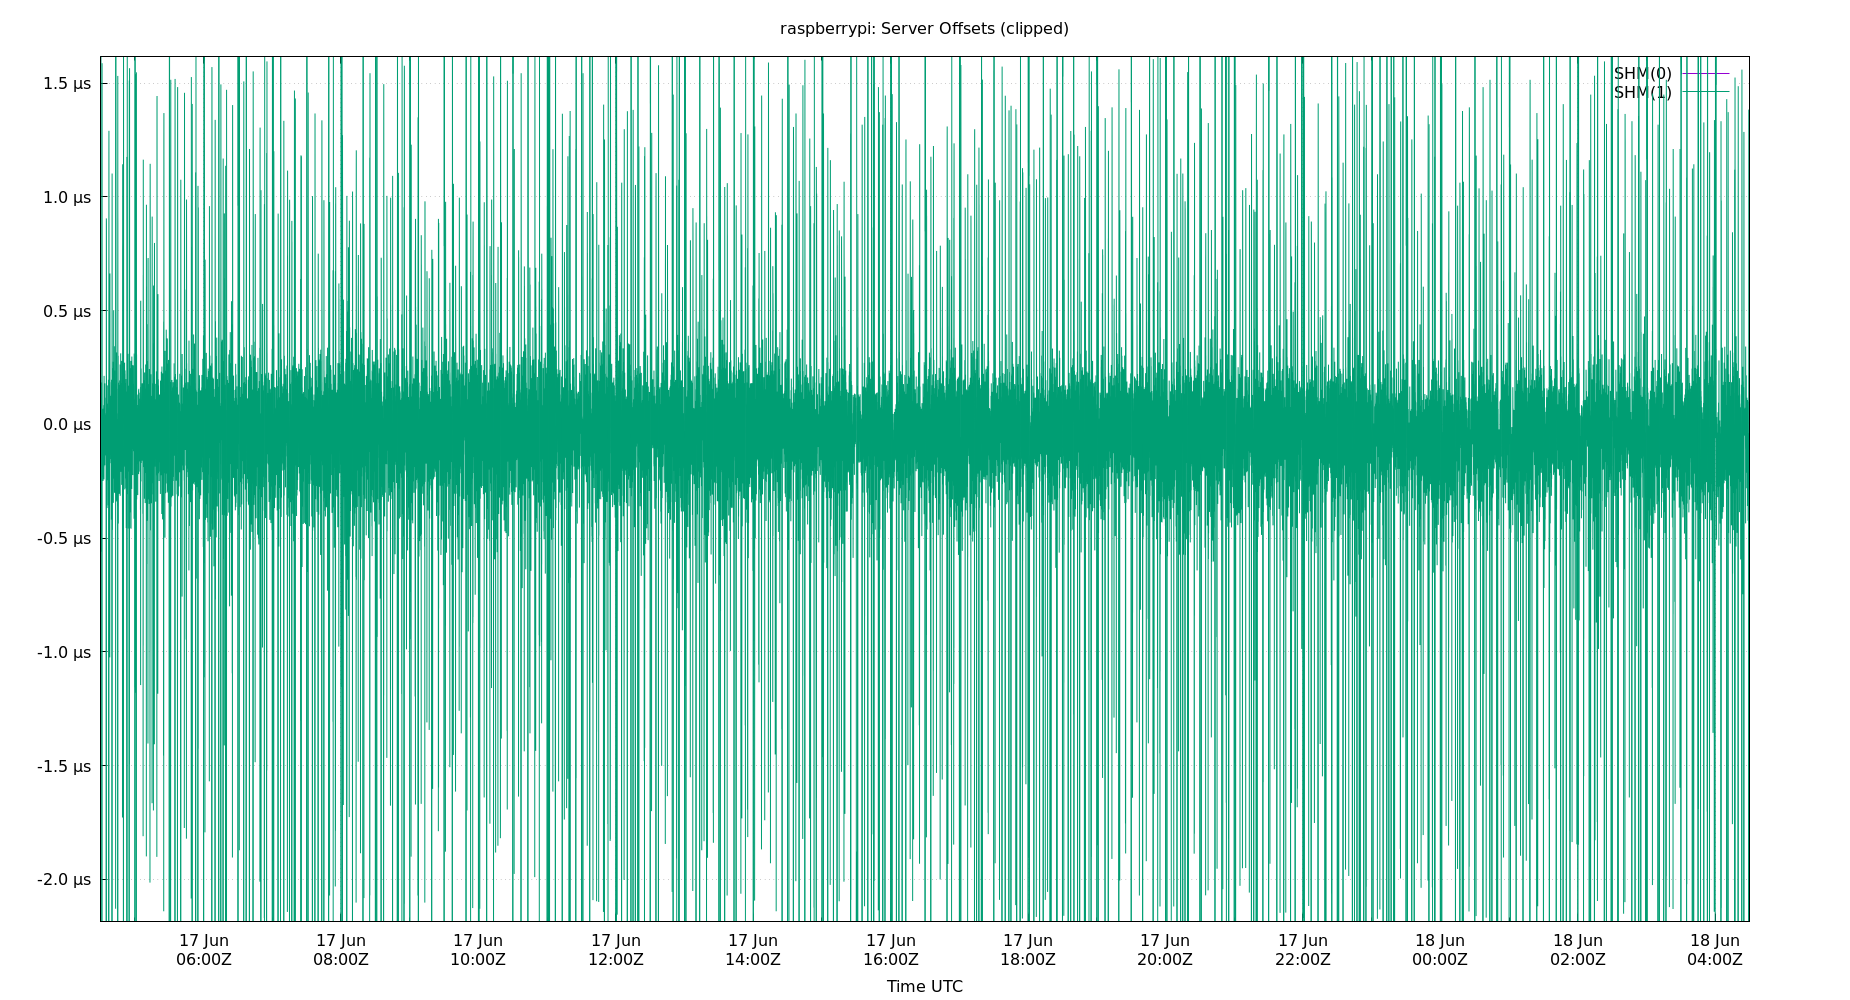 raspberrypi: Server Offsets (clipped)
SHM(0)
SHM(1)
1.5 µs
1.0 µs
0.5 µs
0.0 µs
-0.5 µs
-1.0 µs
-1.5 µs
-2.0 µs
17 Jun 17 Jun 17 Jun 17 Jun 17 Jun 17 Jun 17 Jun 17 Jun 17 Jun 18 Jun 18 Jun 18 Jun
06:00Z 08:00Z 10:00Z 12:00Z 14:00Z 16:00Z 18:00Z 20:00Z 22:00Z 00:00Z 02:00Z 04:00Z
Time UTC